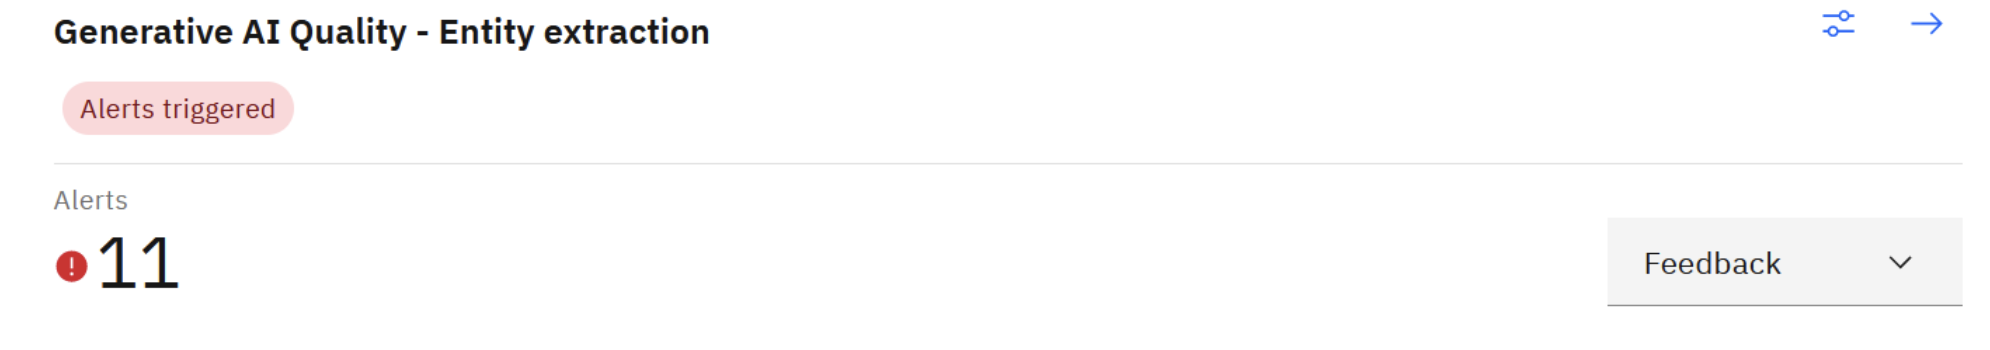 Generative AI Quality - Entity extraction
Alerts triggered
Alerts
11
Feedback